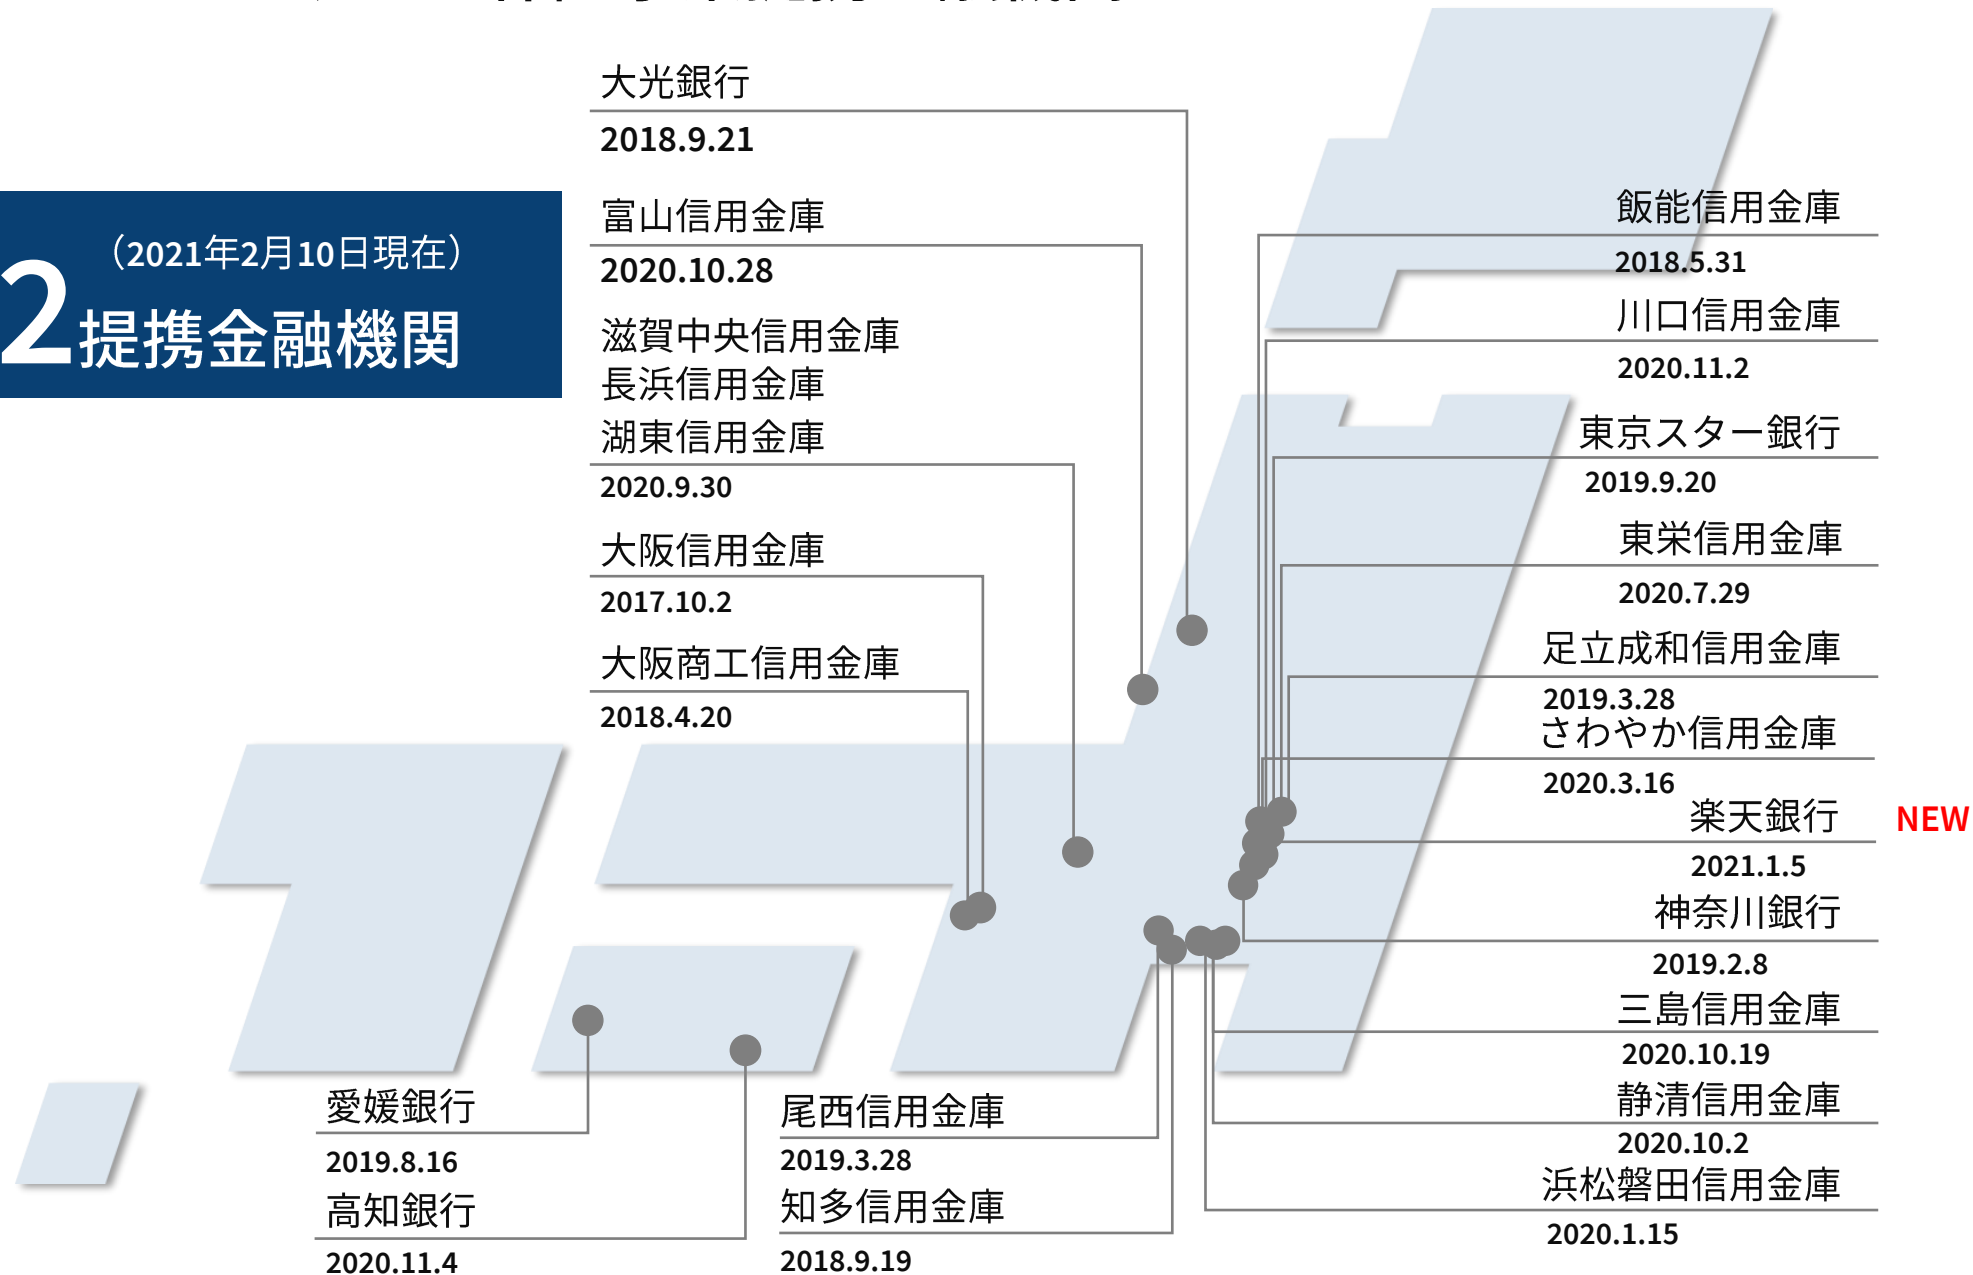 （2021年2月10日現在）
2提携金融機関
大光銀行
2018.9.21
富山信用金庫
2020.10.28
滋賀中央信用金庫
長浜信用金庫
湖東信用金庫
2020.9.30
大阪信用金庫
2017.10.2
大阪商工信用金庫
2018.4.20
飯能信用金庫
2018.5.31
川口信用金庫
2020.11.2
東京スター銀行
2019.9.20
東栄信用金庫
2020.7.29
足立成和信用金庫
2019.3.28
さわやか信用金庫
2020.3.16
楽天銀行
NEW
2021.1.5
神奈川銀行
2019.2.8
三島信用金庫
2020.10.19
静清信用金庫
2020.10.2
浜松磐田信用金庫
2020.1.15
愛媛銀行
2019.8.16
高知銀行
2020.11.4
尾西信用金庫
2019.3.28
知多信用金庫
2018.9.19